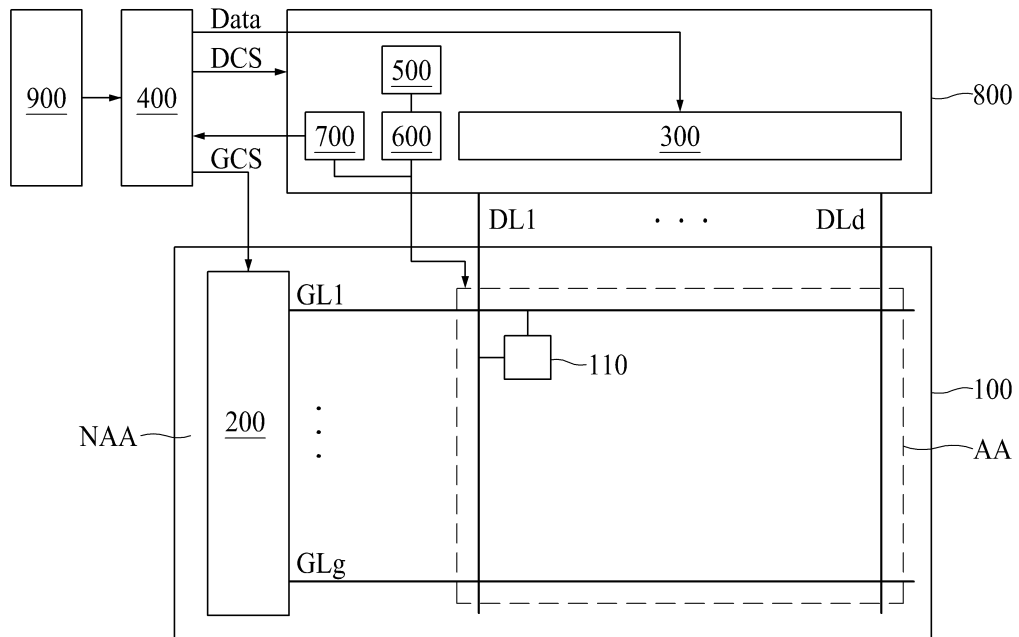 Data
DCS
900
400
500
800
700
600
300
GCS
DL1
. . .
DLd
GL1
110
100
200
NAA
AA
GLg